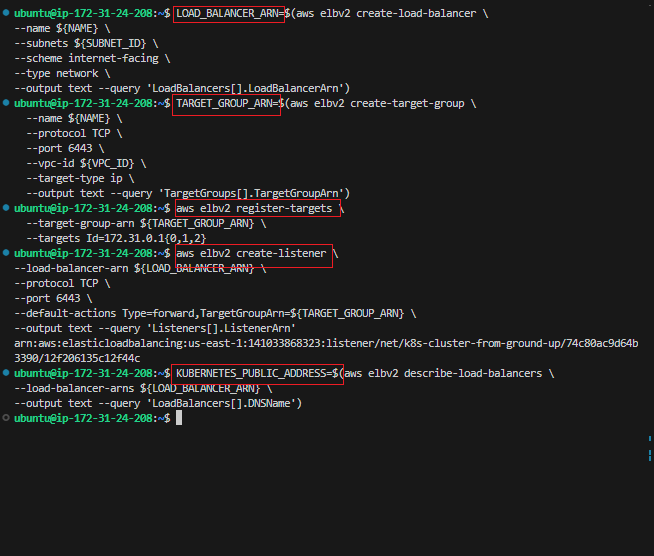 ubuntu@ip-172-31-24-208:~$ LOAD_BALANCER_ARN=$(aws elbv2 create-load-balancer \
--name ${NAME} \
--subnets ${SUBNET_ID} \
--scheme internet-facing \
--type network \
--output text --query 'LoadBalancers[].LoadBalancerArn')
ubuntu@ip-172-31-24-208:~$ TARGET_GROUP_ARN=$(aws elbv2 create-target-group \
--name ${NAME} \
--protocol TCP \
--port 6443 \
--vpc-id ${VPC_ID} \
--target-type ip \
--output text --query 'TargetGroups[].TargetGroupArn')
ubuntu@ip-172-31-24-208:~$ aws elbv2 register-targets \
--target-group-arn ${TARGET_GROUP_ARN} \
--targets Id=172.31.0.1{0,1,2}
ubuntu@ip-172-31-24-208:~$ aws elbv2 create-listener \
--load-balancer-arn ${LOAD_BALANCER_ARN} \
--protocol TCP \
--port 6443 \
--default-actions Type=forward,TargetGroupArn=${TARGET_GROUP_ARN} \
--output text --query 'Listeners[].ListenerArn'
arn:aws:elasticloadbalancing:us-east-1:141033868323:listener/net/k8s-cluster-from-ground-up/74c80ac9d64b
3390/12f206135c12f44c
ubuntu@ip-172-31-24-208:~$ KUBERNETES_PUBLIC_ADDRESS=$(aws elbv2 describe-load-balancers \
--load-balancer-arns ${LOAD_BALANCER_ARN} \
--output text --query 'LoadBalancers[].DNSName')
ubuntu@ip-172-31-24-208:~$